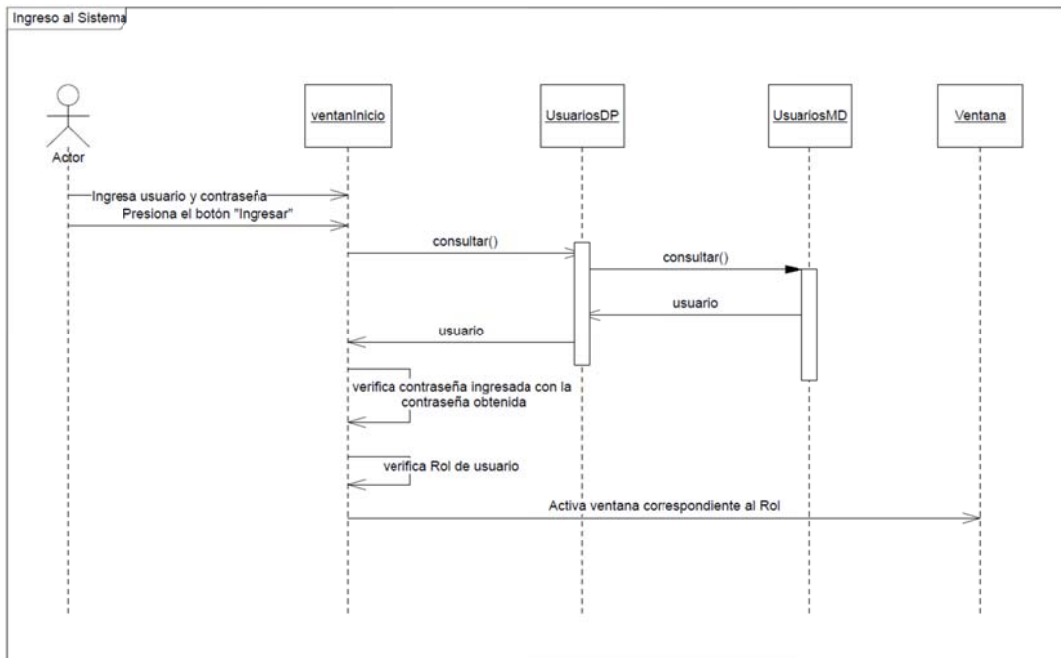 Ingreso al Sistema
Actor
ventanInicio
UsuariosDP
UsuariosMD
Ventana
Ingresa usuario y contraseña
Presiona el botón "Ingresar"
consultar()
consultar()
usuario
usuario
verifica contraseña ingresada con la
contraseña obtenida
verifica Rol de usuario
Activa ventana correspondiente al Rol